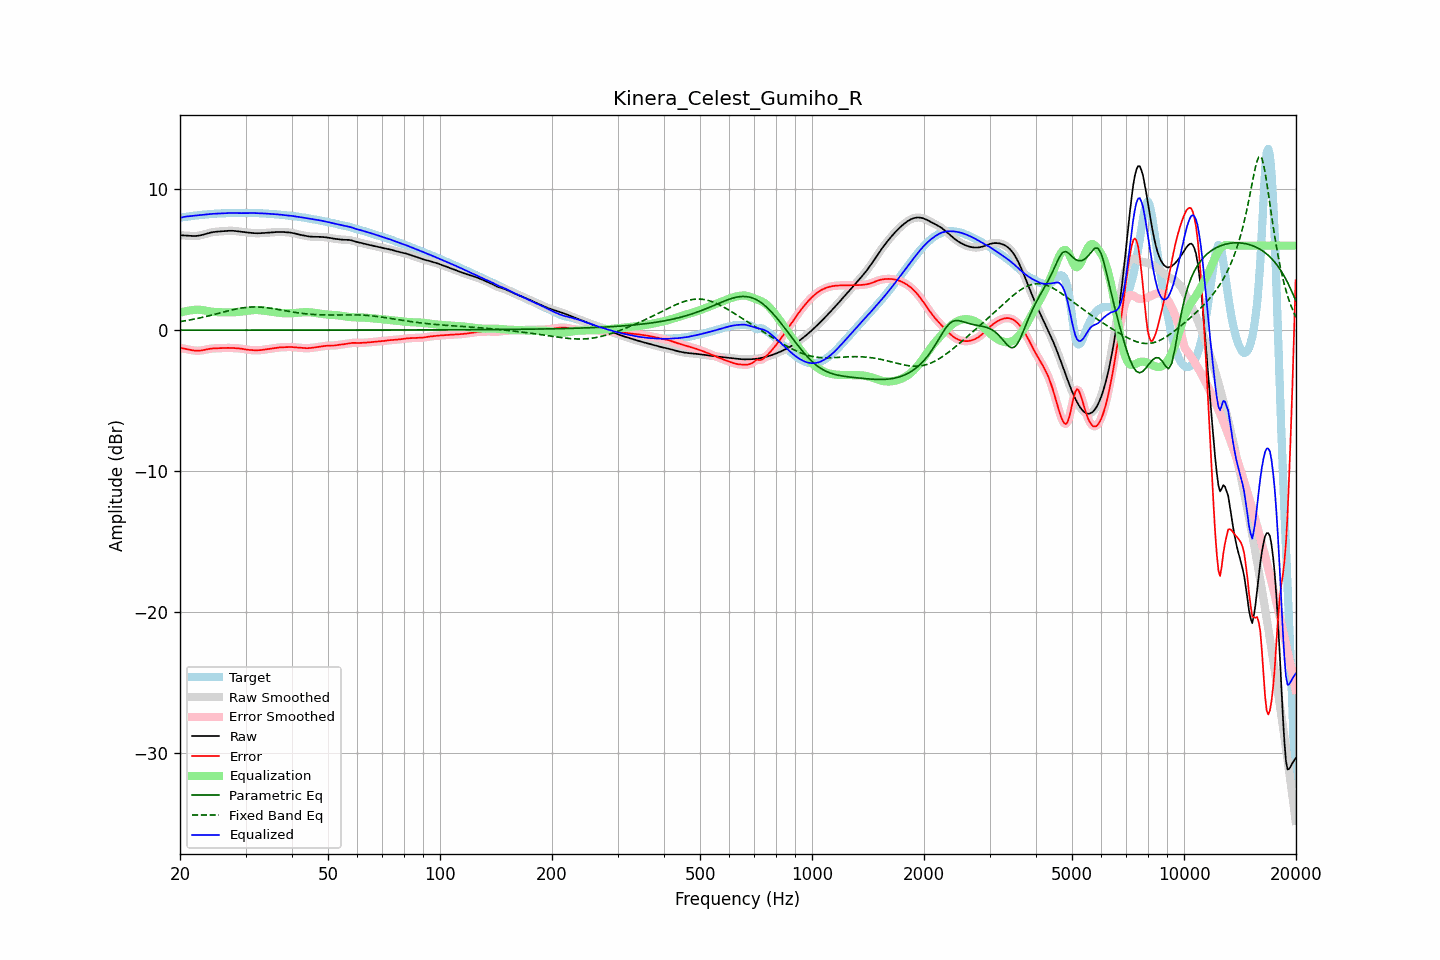 Kinera_Celest_Gumiho_R
Amplitude (dBr)
10
0
−10
−20
−30
Target
Raw Smoothed
Error Smoothed
Raw
Error
Equalization
Parametric Eq
Fixed Band Eq
Equalized
20 50 100 200 500 1000 2000 5000 10000 20000
Frequency (Hz)